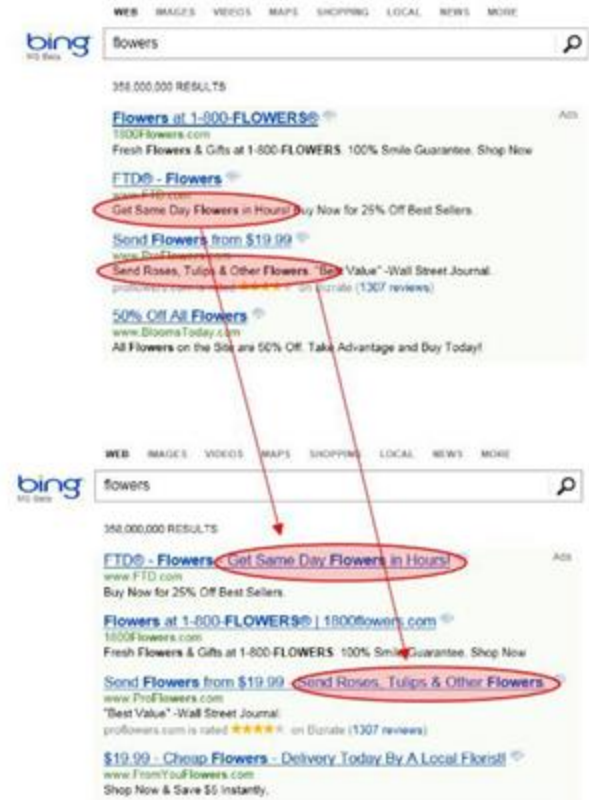 WEB IMAGES VIDEOS MAPS SHOPPING LOCAL NEWS MORE
bing
flowers
358,000,000 RESULTS
Flowers at 1-800-FLOWERS®
Ads
1800Flowers.com
Fresh Flowers & Gifts at 1-800-FLOWERS. 100% Smile Guarantee. Shop Now
FTD® - Flowers
www.FTD.com
Get Same Day Flowers in Hours! Buy Now for 25% Off Best Sellers.
Send Flowers from $19.99
www.ProFlowers.com
Send Roses, Tulips & Other Flowers. "Best Value" -Wall Street Journal.
proflowers.com is rated on Bizrate (1307 reviews)
50% Off All Flowers
www.BloomsToday.com
All Flowers on the Site are 50% Off. Take Advantage and Buy Today!
WEB IMAGES VIDEOS MAPS SHOPPING LOCAL NEWS MORE
bing
flowers
358,000,000 RESULTS
FTD® - Flowers - Get Same Day Flowers in Hours!
Ads
www.FTD.com
Buy Now for 25% Off Best Sellers.
Flowers at 1-800-FLOWERS® | 1800flowers.com
1800Flowers.com
Fresh Flowers & Gifts at 1-800-FLOWERS. 100% Smile Guarantee. Shop Now
Send Flowers from $19.99 - Send Roses, Tulips & Other Flowers
www.ProFlowers.com
"Best Value" -Wall Street Journal.
proflowers.com is rated on Bizrate (1307 reviews)
$19.99 - Cheap Flowers - Delivery Today By A Local Florist!
www.FromYouFlowers.com
Shop Now & Save $5 Instantly.